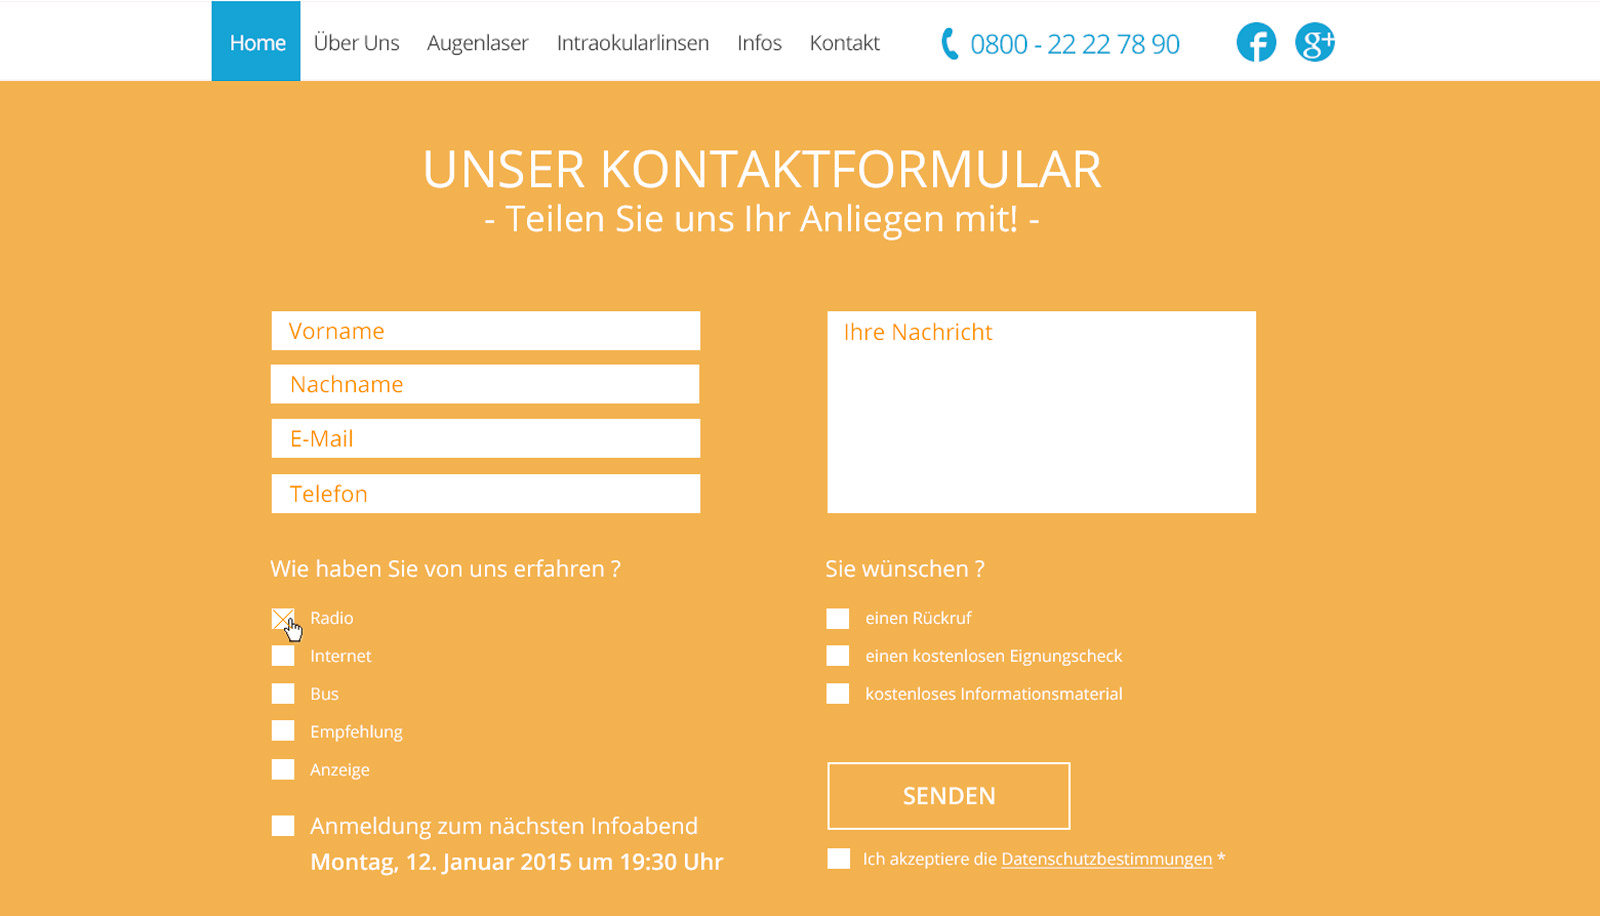 Home Über Uns Augenlaser Intraokularlinsen Infos Kontakt 0800 - 22 22 78 90 f g+
UNSER KONTAKTFORMULAR
- Teilen Sie uns Ihr Anliegen mit! -
Vorname
Nachname
E-Mail
Telefon
Ihre Nachricht
Wie haben Sie von uns erfahren ?
Radio
Internet
Bus
Empfehlung
Anzeige
Anmeldung zum nächsten Infoabend
Montag, 12. Januar 2015 um 19:30 Uhr
Sie wünschen ?
einen Rückruf
einen kostenlosen Eignungscheck
kostenloses Informationsmaterial
SENDEN
Ich akzeptiere die Datenschutzbestimmungen *